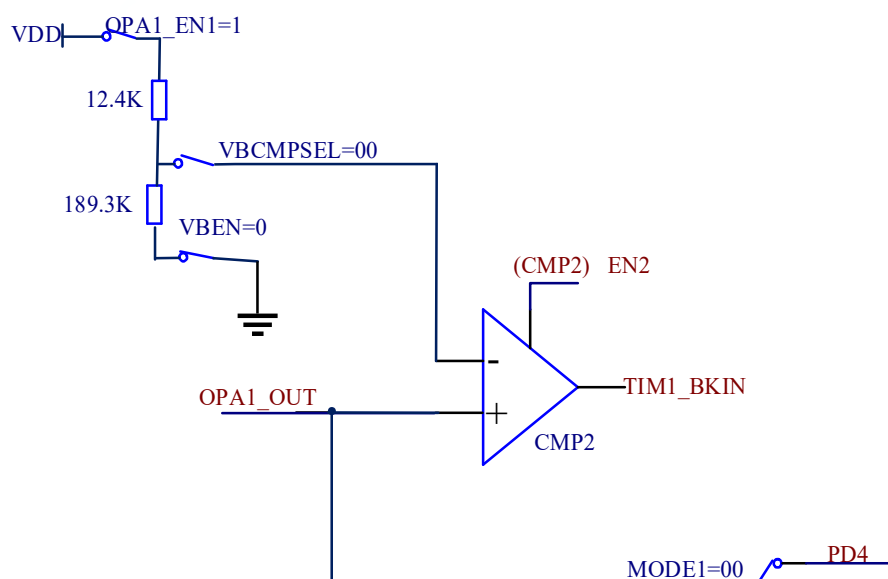 OPA1_EN1=1
VDD
12.4K
VBCMPSEL=00
189.3K
VBEN=0
(CMP2) EN2
-
OPA1_OUT
TIM1_BKIN
+
CMP2
PD4
MODE1=00